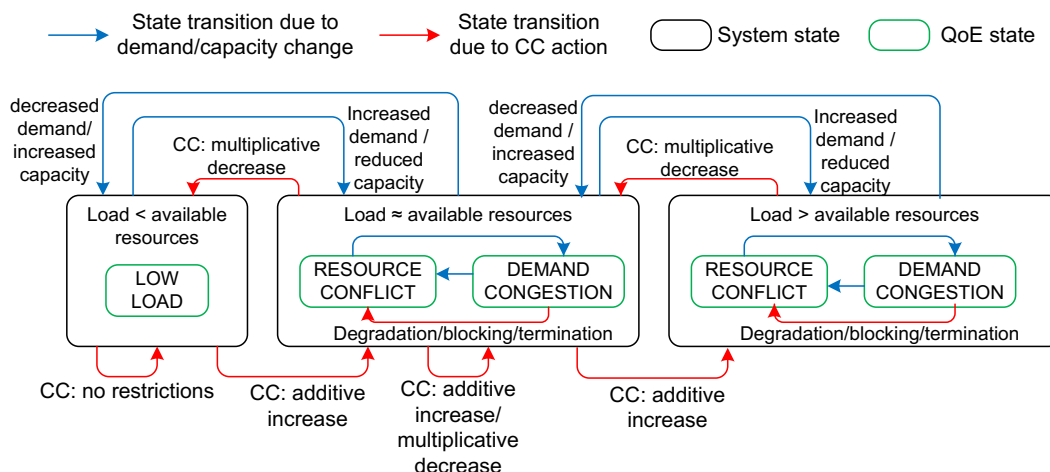 State transition due to
demand/capacity change
State transition
due to CC action
System state
QoE state
decreased
demand/
increased
capacity
Increased
demand /
reduced
capacity
CC: multiplicative
decrease
decreased
demand /
increased
capacity
Increased
demand /
reduced
capacity
CC: multiplicative
decrease
Load < available
resources
LOW
LOAD
Load ≈ available resources
RESOURCE
CONFLICT
DEMAND
CONGESTION
Degradation/blocking/termination
Load > available resources
RESOURCE
CONFLICT
DEMAND
CONGESTION
Degradation/blocking/termination
CC: no restrictions
CC: additive
increase
CC: additive
increase/
multiplicative
decrease
CC: additive
increase